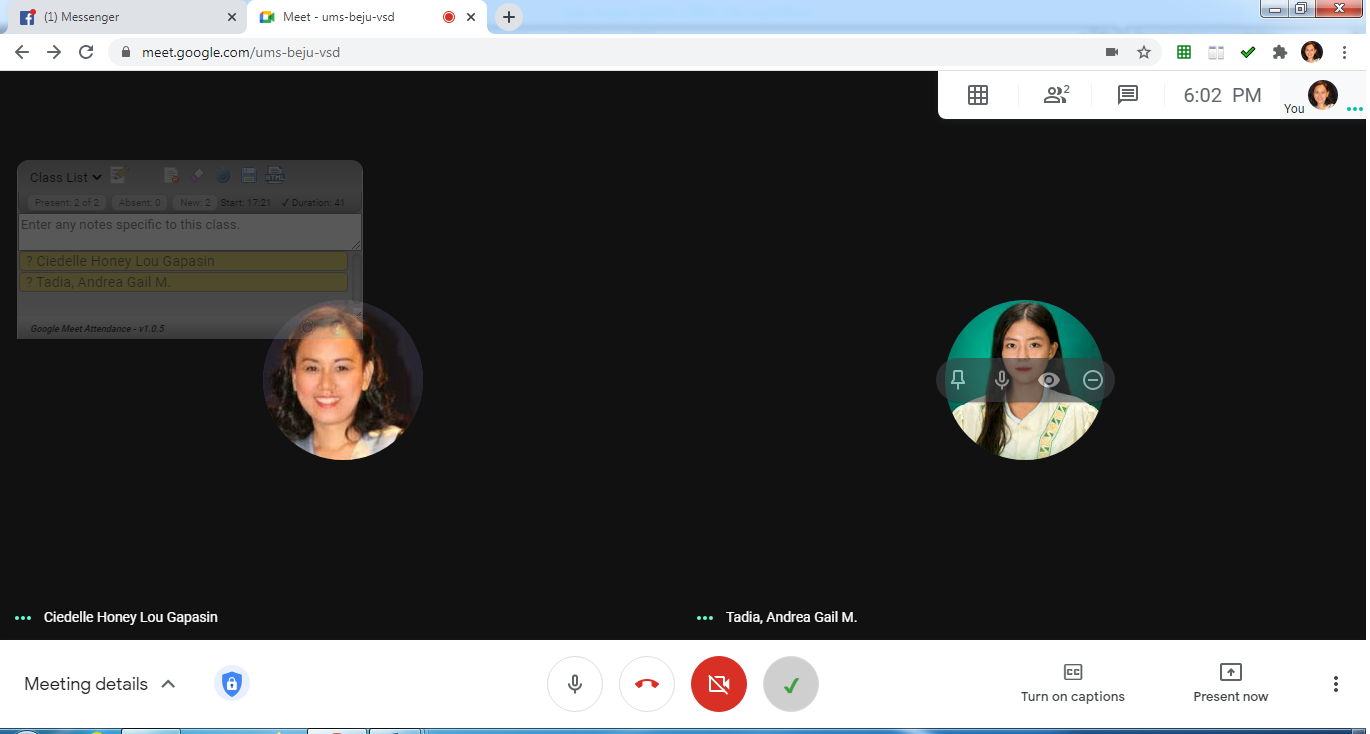 (1) Messenger
Meet - ums-beju-vsd
meet.google.com/ums-beju-vsd
2
6:02 PM
You
Class List
HTML
Present: 2 of 2 Absent: 0 New: 2 Start: 17:21 ✓ Duration: 41
Enter any notes specific to this class.
? Ciedelle Honey Lou Gapasin
? Tadia, Andrea Gail M.
Google Meet Attendance - v1.0.5
Ciedelle Honey Lou Gapasin
Tadia, Andrea Gail M.
Meeting details
CC
Turn on captions
Present now